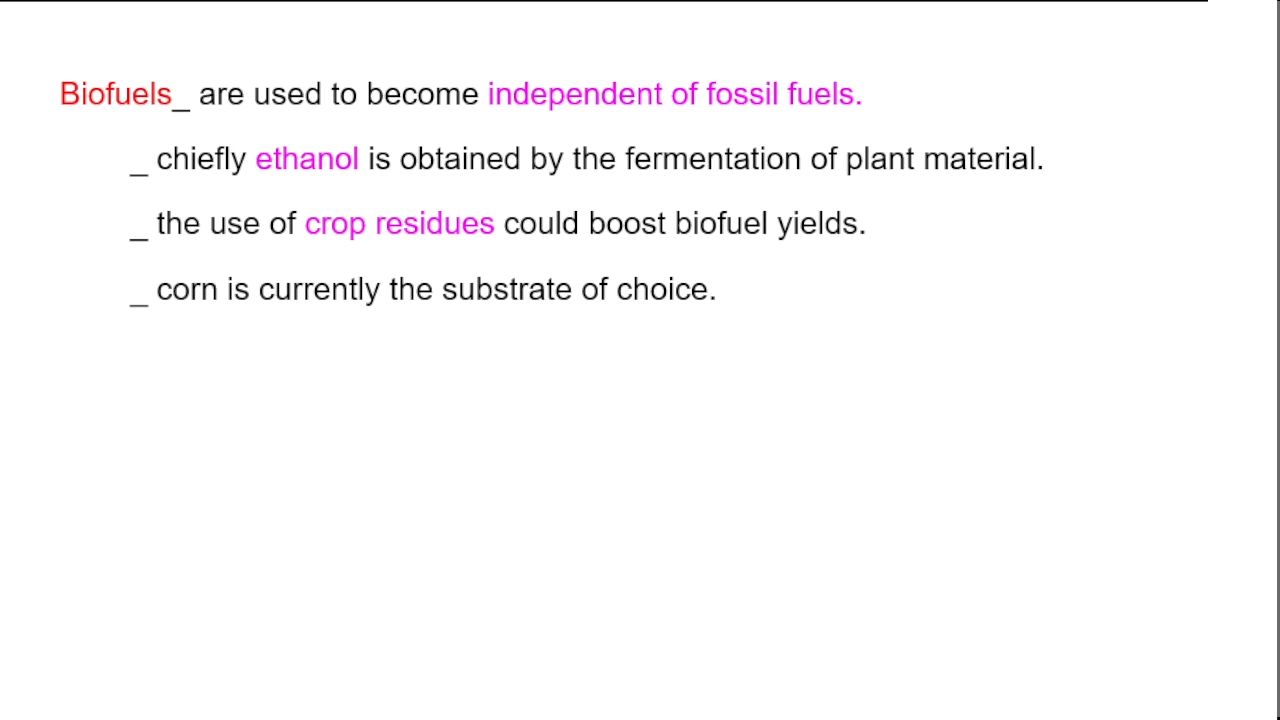 Biofuels_ are used to become independent of fossil fuels.
_ chiefly ethanol is obtained by the fermentation of plant material.
_ the use of crop residues could boost biofuel yields.
_ corn is currently the substrate of choice.